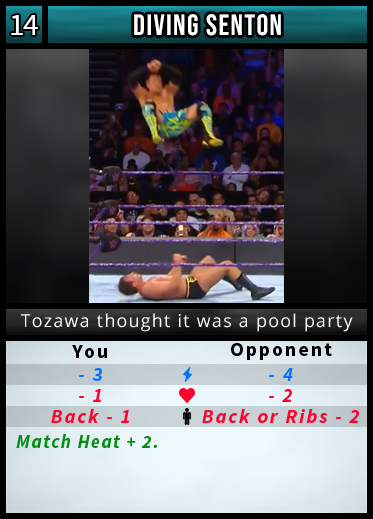 14 DIVING SENTON
Tozawa thought it was a pool party
You Opponent
- 3 - 4
- 1 - 2
Back - 1 Back or Ribs - 2
Match Heat + 2.